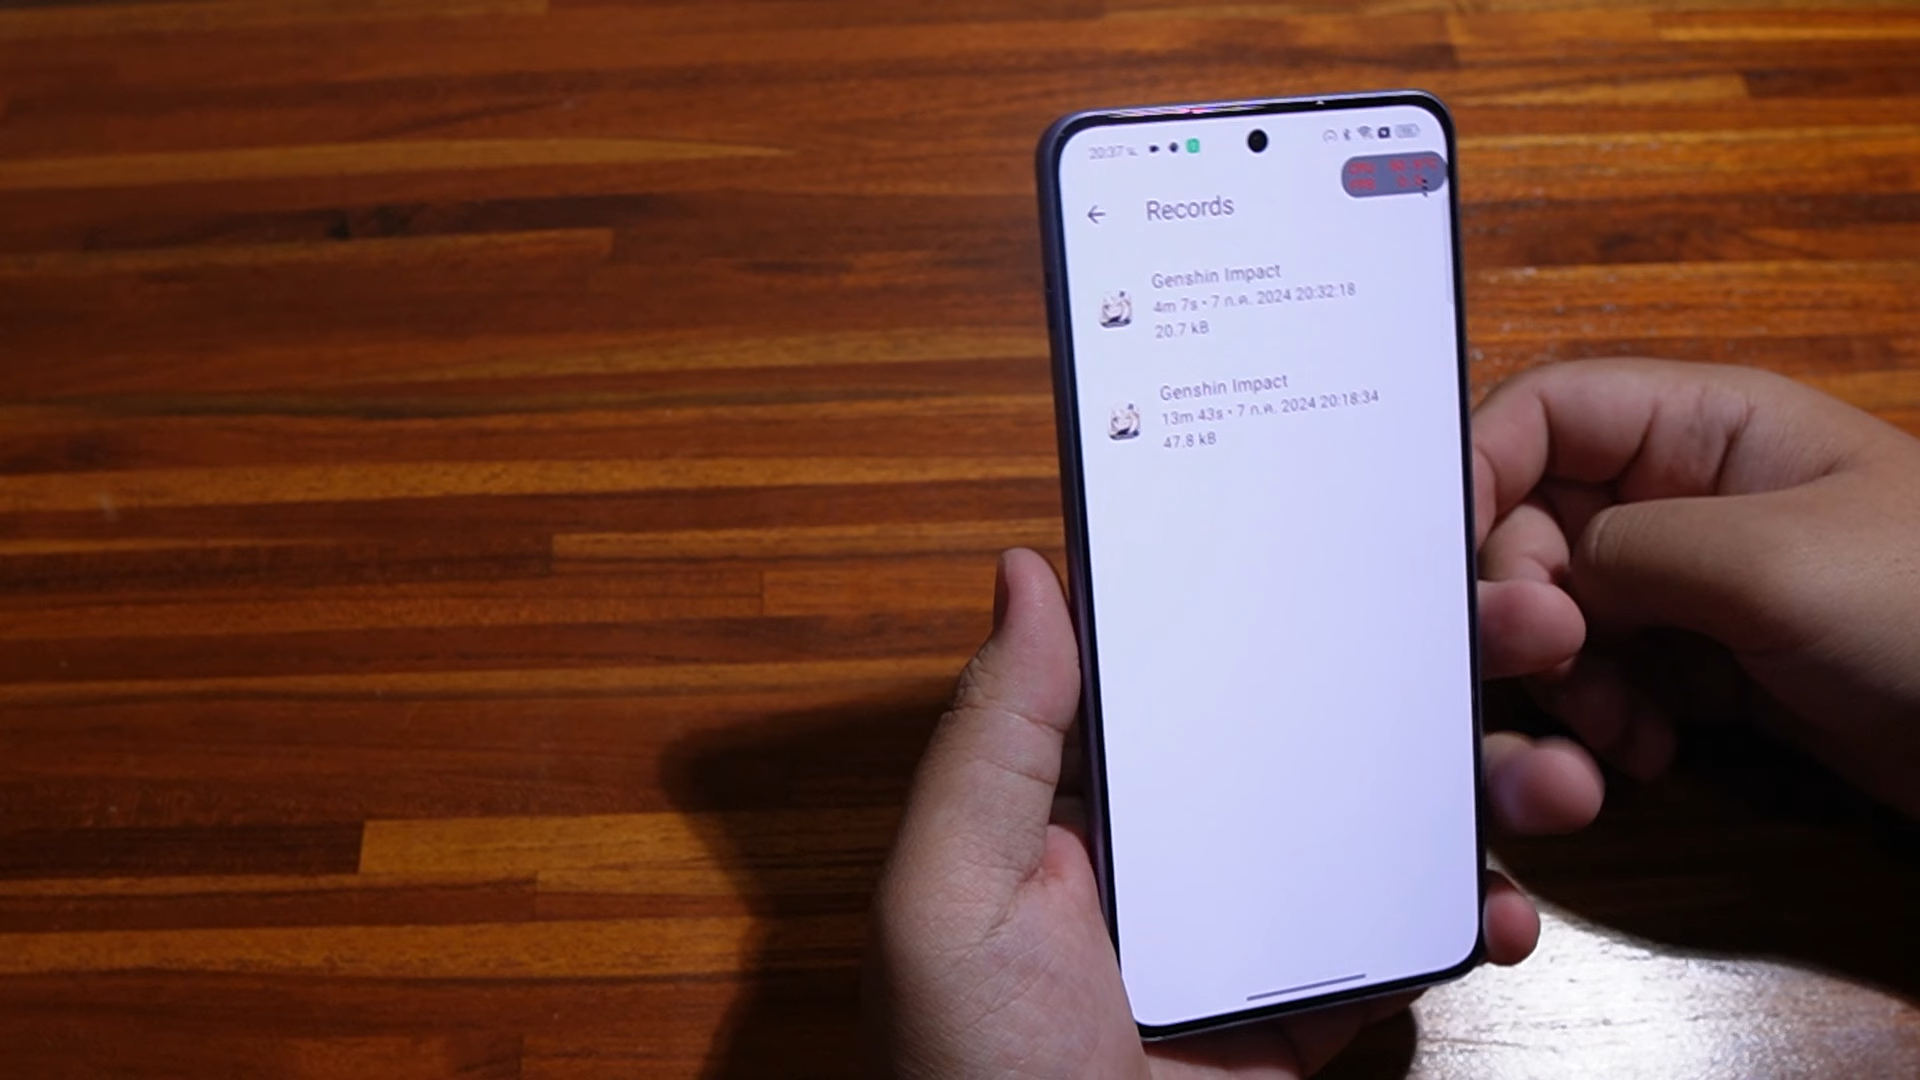 20:37 น.
Records
Genshin Impact
4m 7s • 7 ก.ค. 2024 20:32:18
20.7 kB
Genshin Impact
13m 43s • 7 ก.ค. 2024 20:18:34
47.8 kB